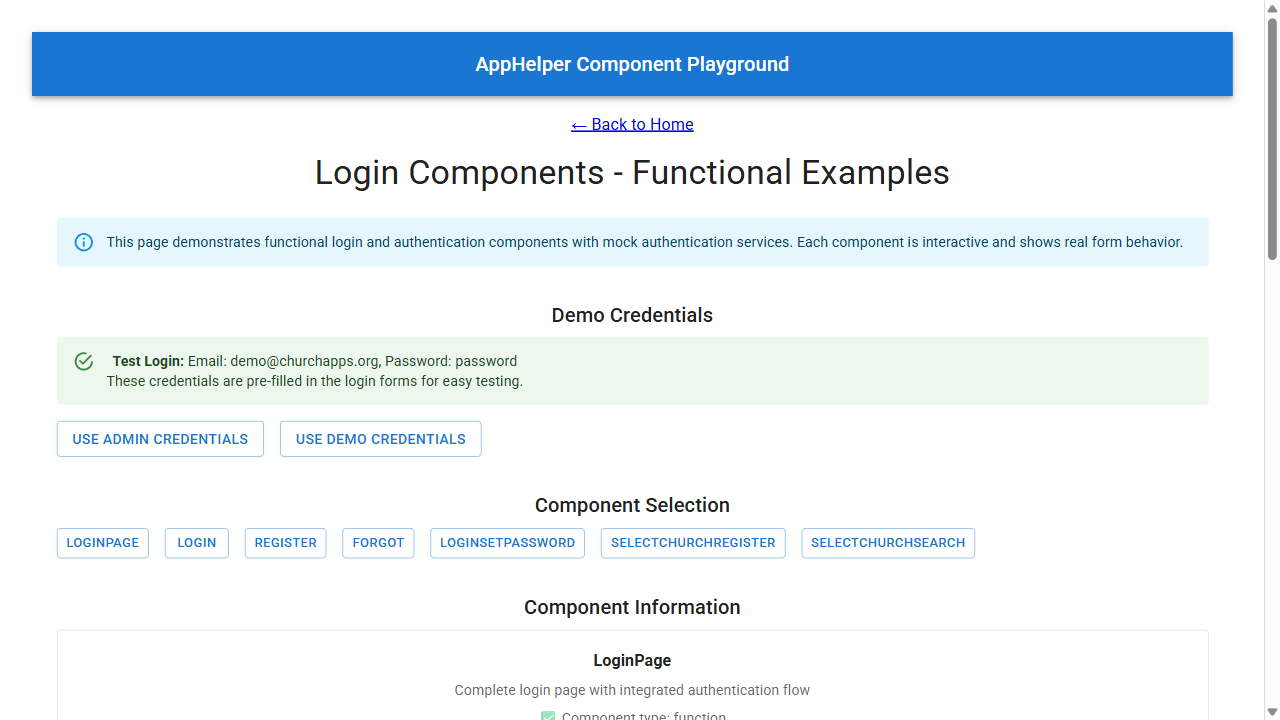 AppHelper Component Playground
← Back to Home
Login Components - Functional Examples
This page demonstrates functional login and authentication components with mock authentication services. Each component is interactive and shows real form behavior.
Demo Credentials
Test Login: Email: demo@churchapps.org, Password: password
These credentials are pre-filled in the login forms for easy testing.
USE ADMIN CREDENTIALS USE DEMO CREDENTIALS
Component Selection
LOGINPAGE LOGIN REGISTER FORGOT LOGINSETPASSWORD SELECTCHURCHREGISTER SELECTCHURCHSEARCH
Component Information
LoginPage
Complete login page with integrated authentication flow
Component type: function